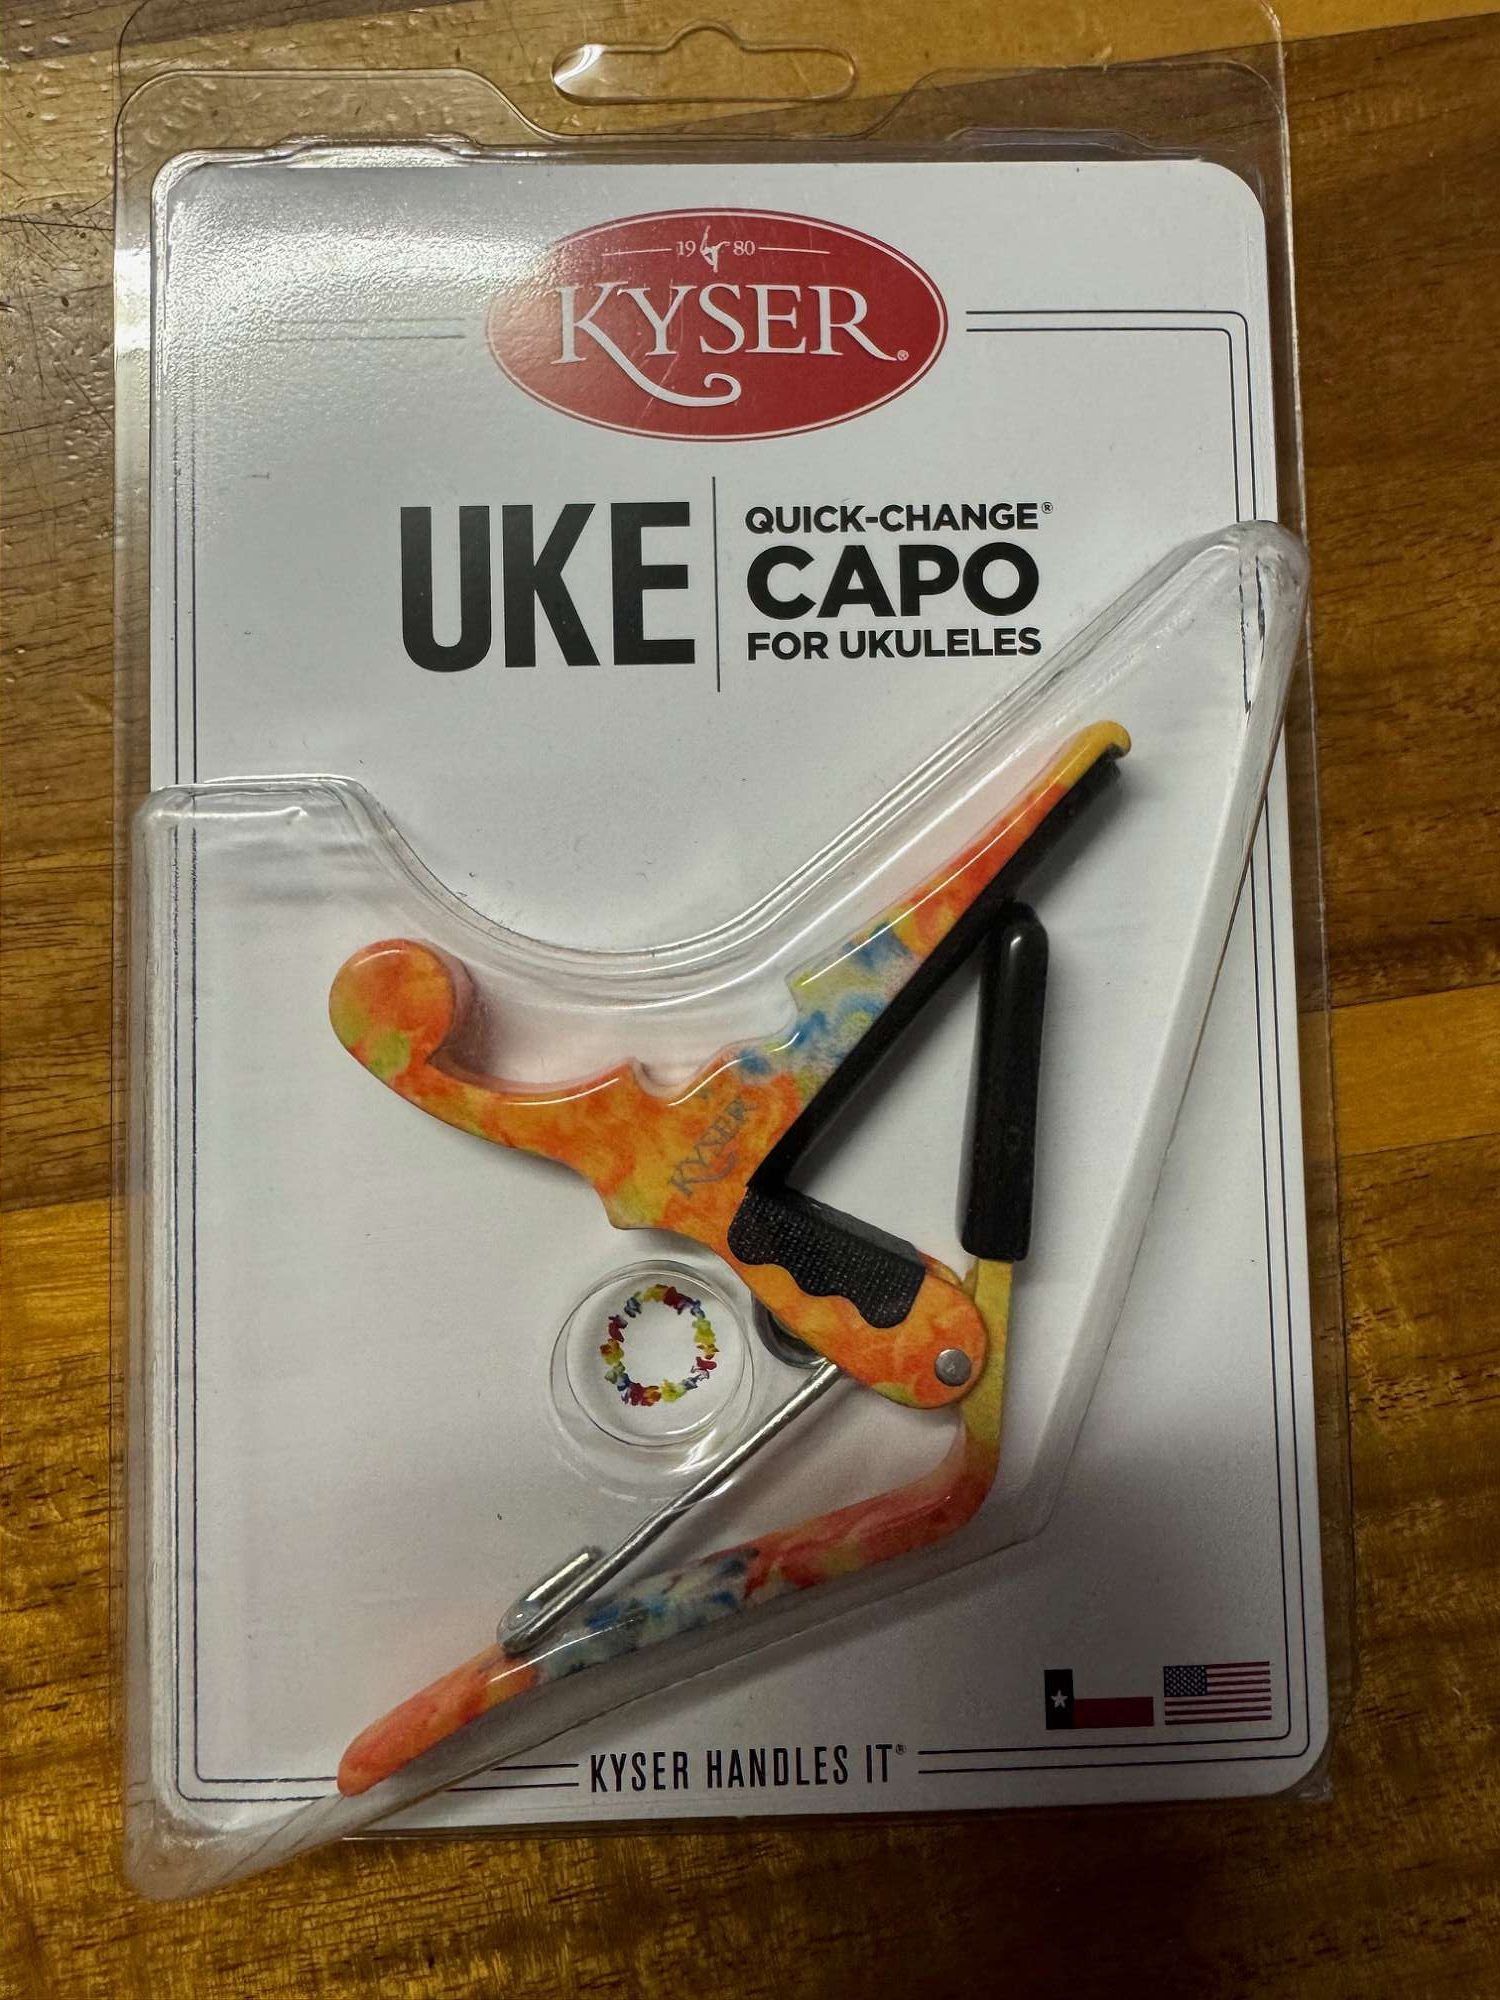 19 80
KYSER®
UKE
QUICK-CHANGE®
CAPO
FOR UKULELES
KYSER
KYSER HANDLES IT®